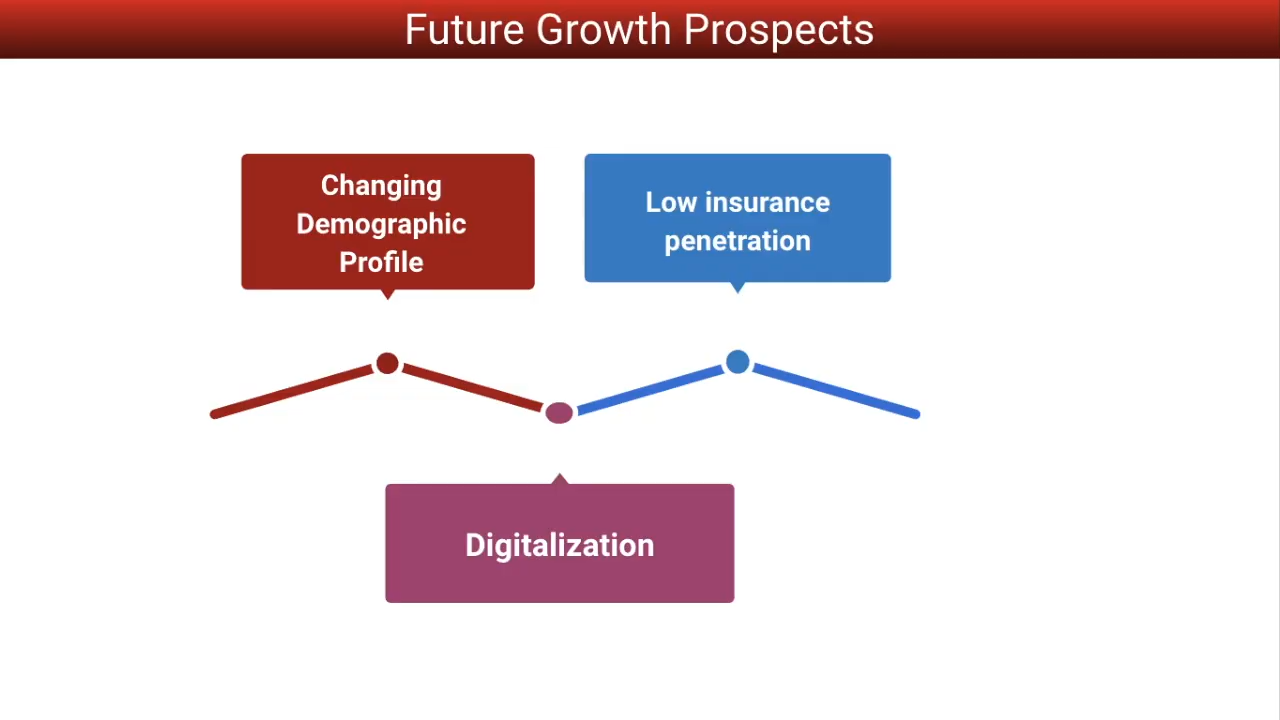 Future Growth Prospects
Changing
Demographic
Profile
Low insurance
penetration
Digitalization